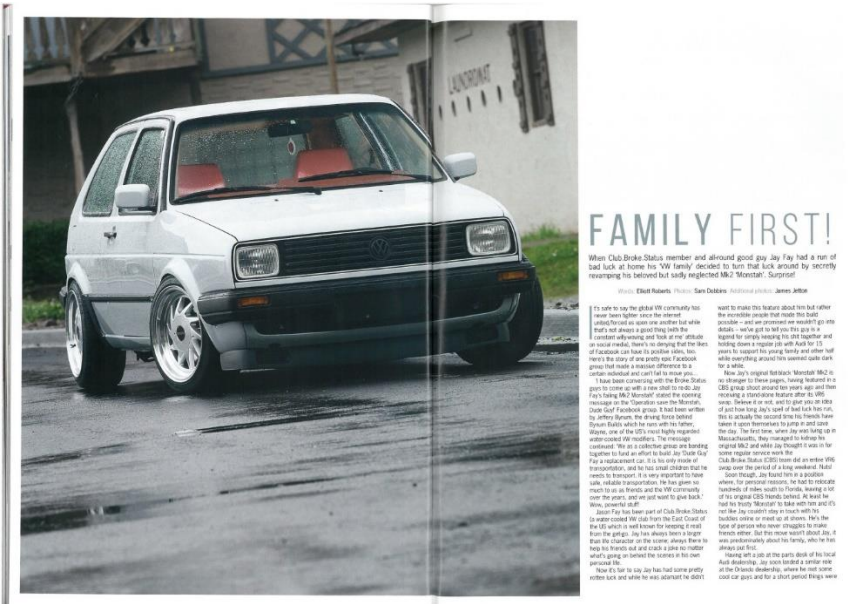 LAUNDROMAT
FAMILY FIRST!
When Club.Broke.Status member and all-round good guy Jay Fay had a run of
bad luck at home his 'VW family' decided to turn that luck around by secretly
revamping his beloved but sadly neglected Mk2 'Monstah'. Surprise!
Words: Elliott Roberts Photos: Sam Dobbins Additional photos: James Jetton
It's safe to say the global VW community has
never been tighter since the internet
united/forced us upon one another but while
that's not always a good thing (with the
constant willy-waving and 'look at me' attitude
on social media), there's no denying that the likes
of Facebook can have its positive sides, too.
Here's the story of one pretty epic Facebook
group that made a massive difference to a
certain individual and can't fail to move you...
'I have been conversing with the Broke Status
guys to come up with a new shell to re-do Jay
Fay's failing Mk2 Monstah' stated the opening
message on the 'Operation save the Monstah,
Dude Guy' Facebook group. It had been written
by Jeffery Bynum, the driving force behind
Bynum Builds which he runs with his father,
Wayne, one of the US's most highly regarded
water-cooled VW modifiers. The message
continued: 'We as a collective group are banding
together to fund an effort to build Jay 'Dude Guy'
Fay a replacement car. It is his only mode of
transportation, and he has small children that he
needs to transport. It is very important to have
safe, reliable transportation. He has given so
much to us as friends and the VW community
over the years, and we just want to give back.'
Wow, powerful stuff!
Jason Fay has been part of Club.Broke.Status
(a water-cooled VW club from the East Coast of
the US which is well known for keeping it real)
from the get-go. Jay has always been a larger
than life character on the scene; always there to
help his friends out and crack a joke no matter
what's going on behind the scenes in his own
personal life.
Now it's fair to say Jay has had some pretty
rotten luck and while he was adamant he didn't
want to make this feature about him but rather
the incredible people that made this build
possible – and we promised we wouldn't go into
details – we've got to tell you this guy is a
legend for simply keeping his shit together and
holding down a regular job with Audi for 15
years to support his young family and other half
while everything around him seemed quite dark
for a while.
Now Jay's original flat-black 'Monstah' Mk2 is
no stranger to these pages, having featured in a
CBS group shoot around ten years ago and then
receiving a stand-alone feature after its VR6
swap. Believe it or not, and to give you an idea
of just how long Jay's spell of bad luck has run,
this is actually the second time his friends have
taken it upon themselves to jump in and save
the day. The first time, when Jay was living up in
Massachusetts, they managed to kidnap his
original Mk2 and while Jay thought it was in for
some regular service work the
Club.Broke.Status (CBS) team did an entire VR6
swap over the period of a long weekend. Nuts!
Soon though, Jay found him in a position
where, for personal reasons, he had to relocate
hundreds of miles south to Florida, leaving a lot
of his original CBS friends behind. At least he
had his trusty 'Monstah' to take with him and it's
not like Jay couldn't stay in touch with his
buddies online or meet up at shows. He's the
type of person who never struggles to make
friends either. But this move wasn't about Jay, it
was predominantly about his family, who he has
always put first.
Having left a job at the parts desk of his local
Audi dealership, Jay soon landed a similar role
at the Orlando dealership, where he met some
cool car guys and for a short period things were